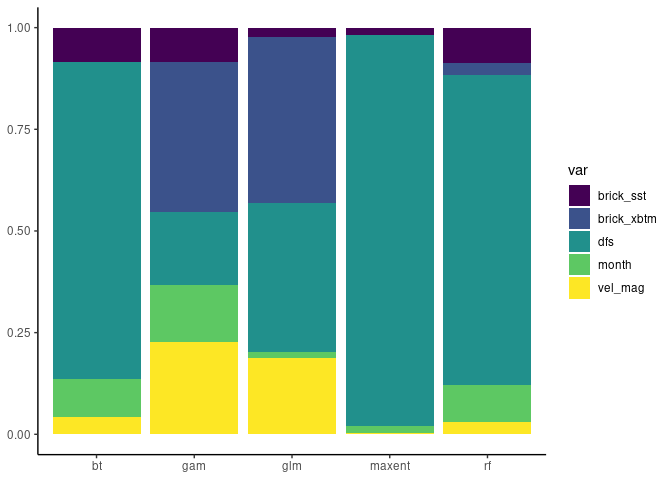 1.00
0.75
0.50
0.25
0.00
bt gam glm maxent rf
var
brick_sst
brick_xbtm
dfs
month
vel_mag